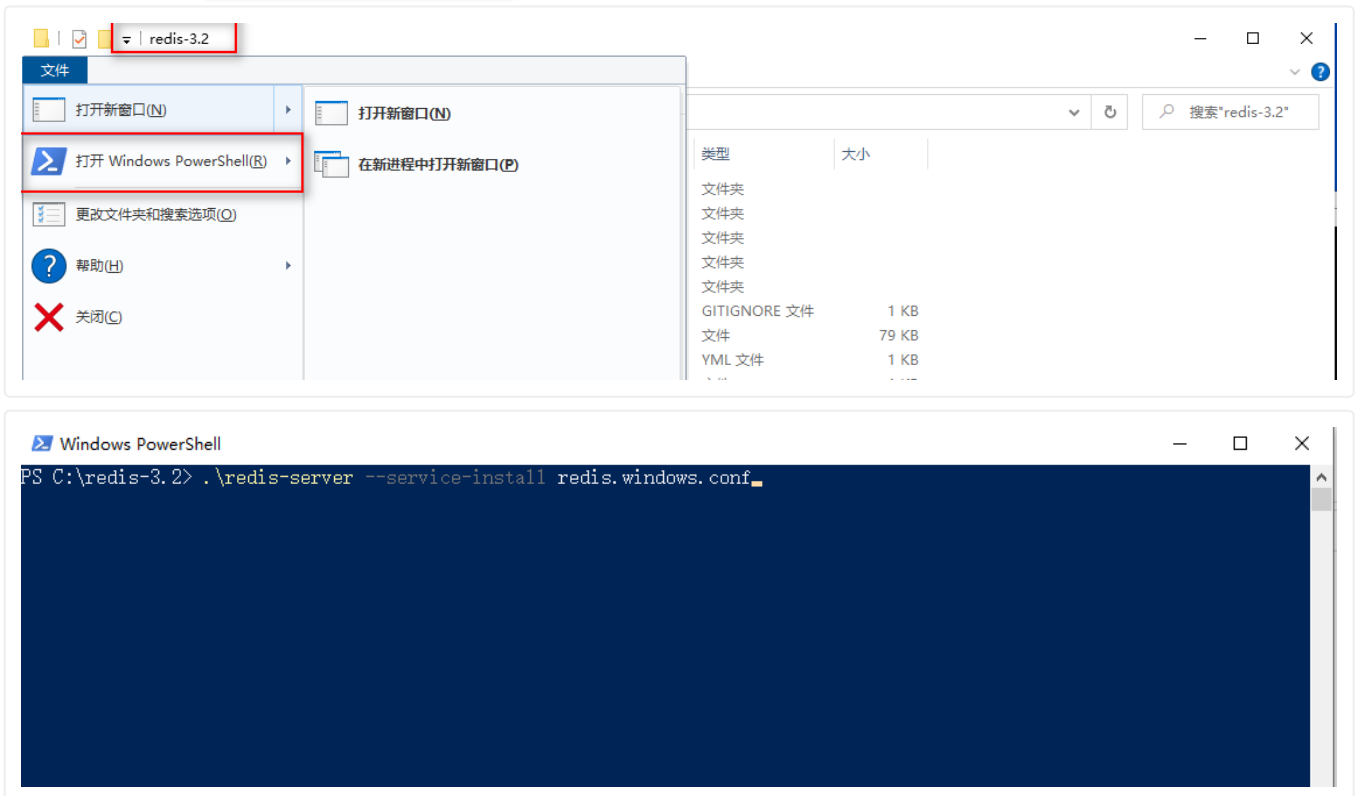 redis-3.2
文件
打开新窗口(N)
打开 Windows PowerShell(R)
更改文件夹和搜索选项(O)
帮助(H)
关闭(C)
打开新窗口(N)
在新进程中打开新窗口(P)
搜索"redis-3.2"
类型 大小
文件夹
文件夹
文件夹
文件夹
文件夹
GITIGNORE 文件 1 KB
文件 79 KB
YML 文件 1 KB
Windows PowerShell
PS C:\redis-3.2> .\redis-server --service-install redis.windows.conf